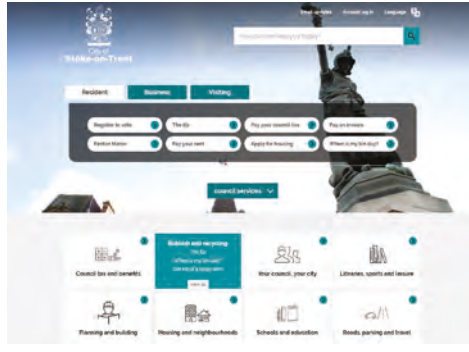 Email updates Account log in Language
City of
Stoke-on-Trent
Resident Business Visiting
Register to vote The tip Pay your council tax Pay an invoice
Fenton Manor Pay your rent Apply for housing When is my bin day?
council services
Rubbish and recycling
The tip
When is my bin day?
Council tax and benefits Your council, your city Libraries, sports and leisure
Planning and building Housing and neighbourhoods Schools and education Roads, parking and travel